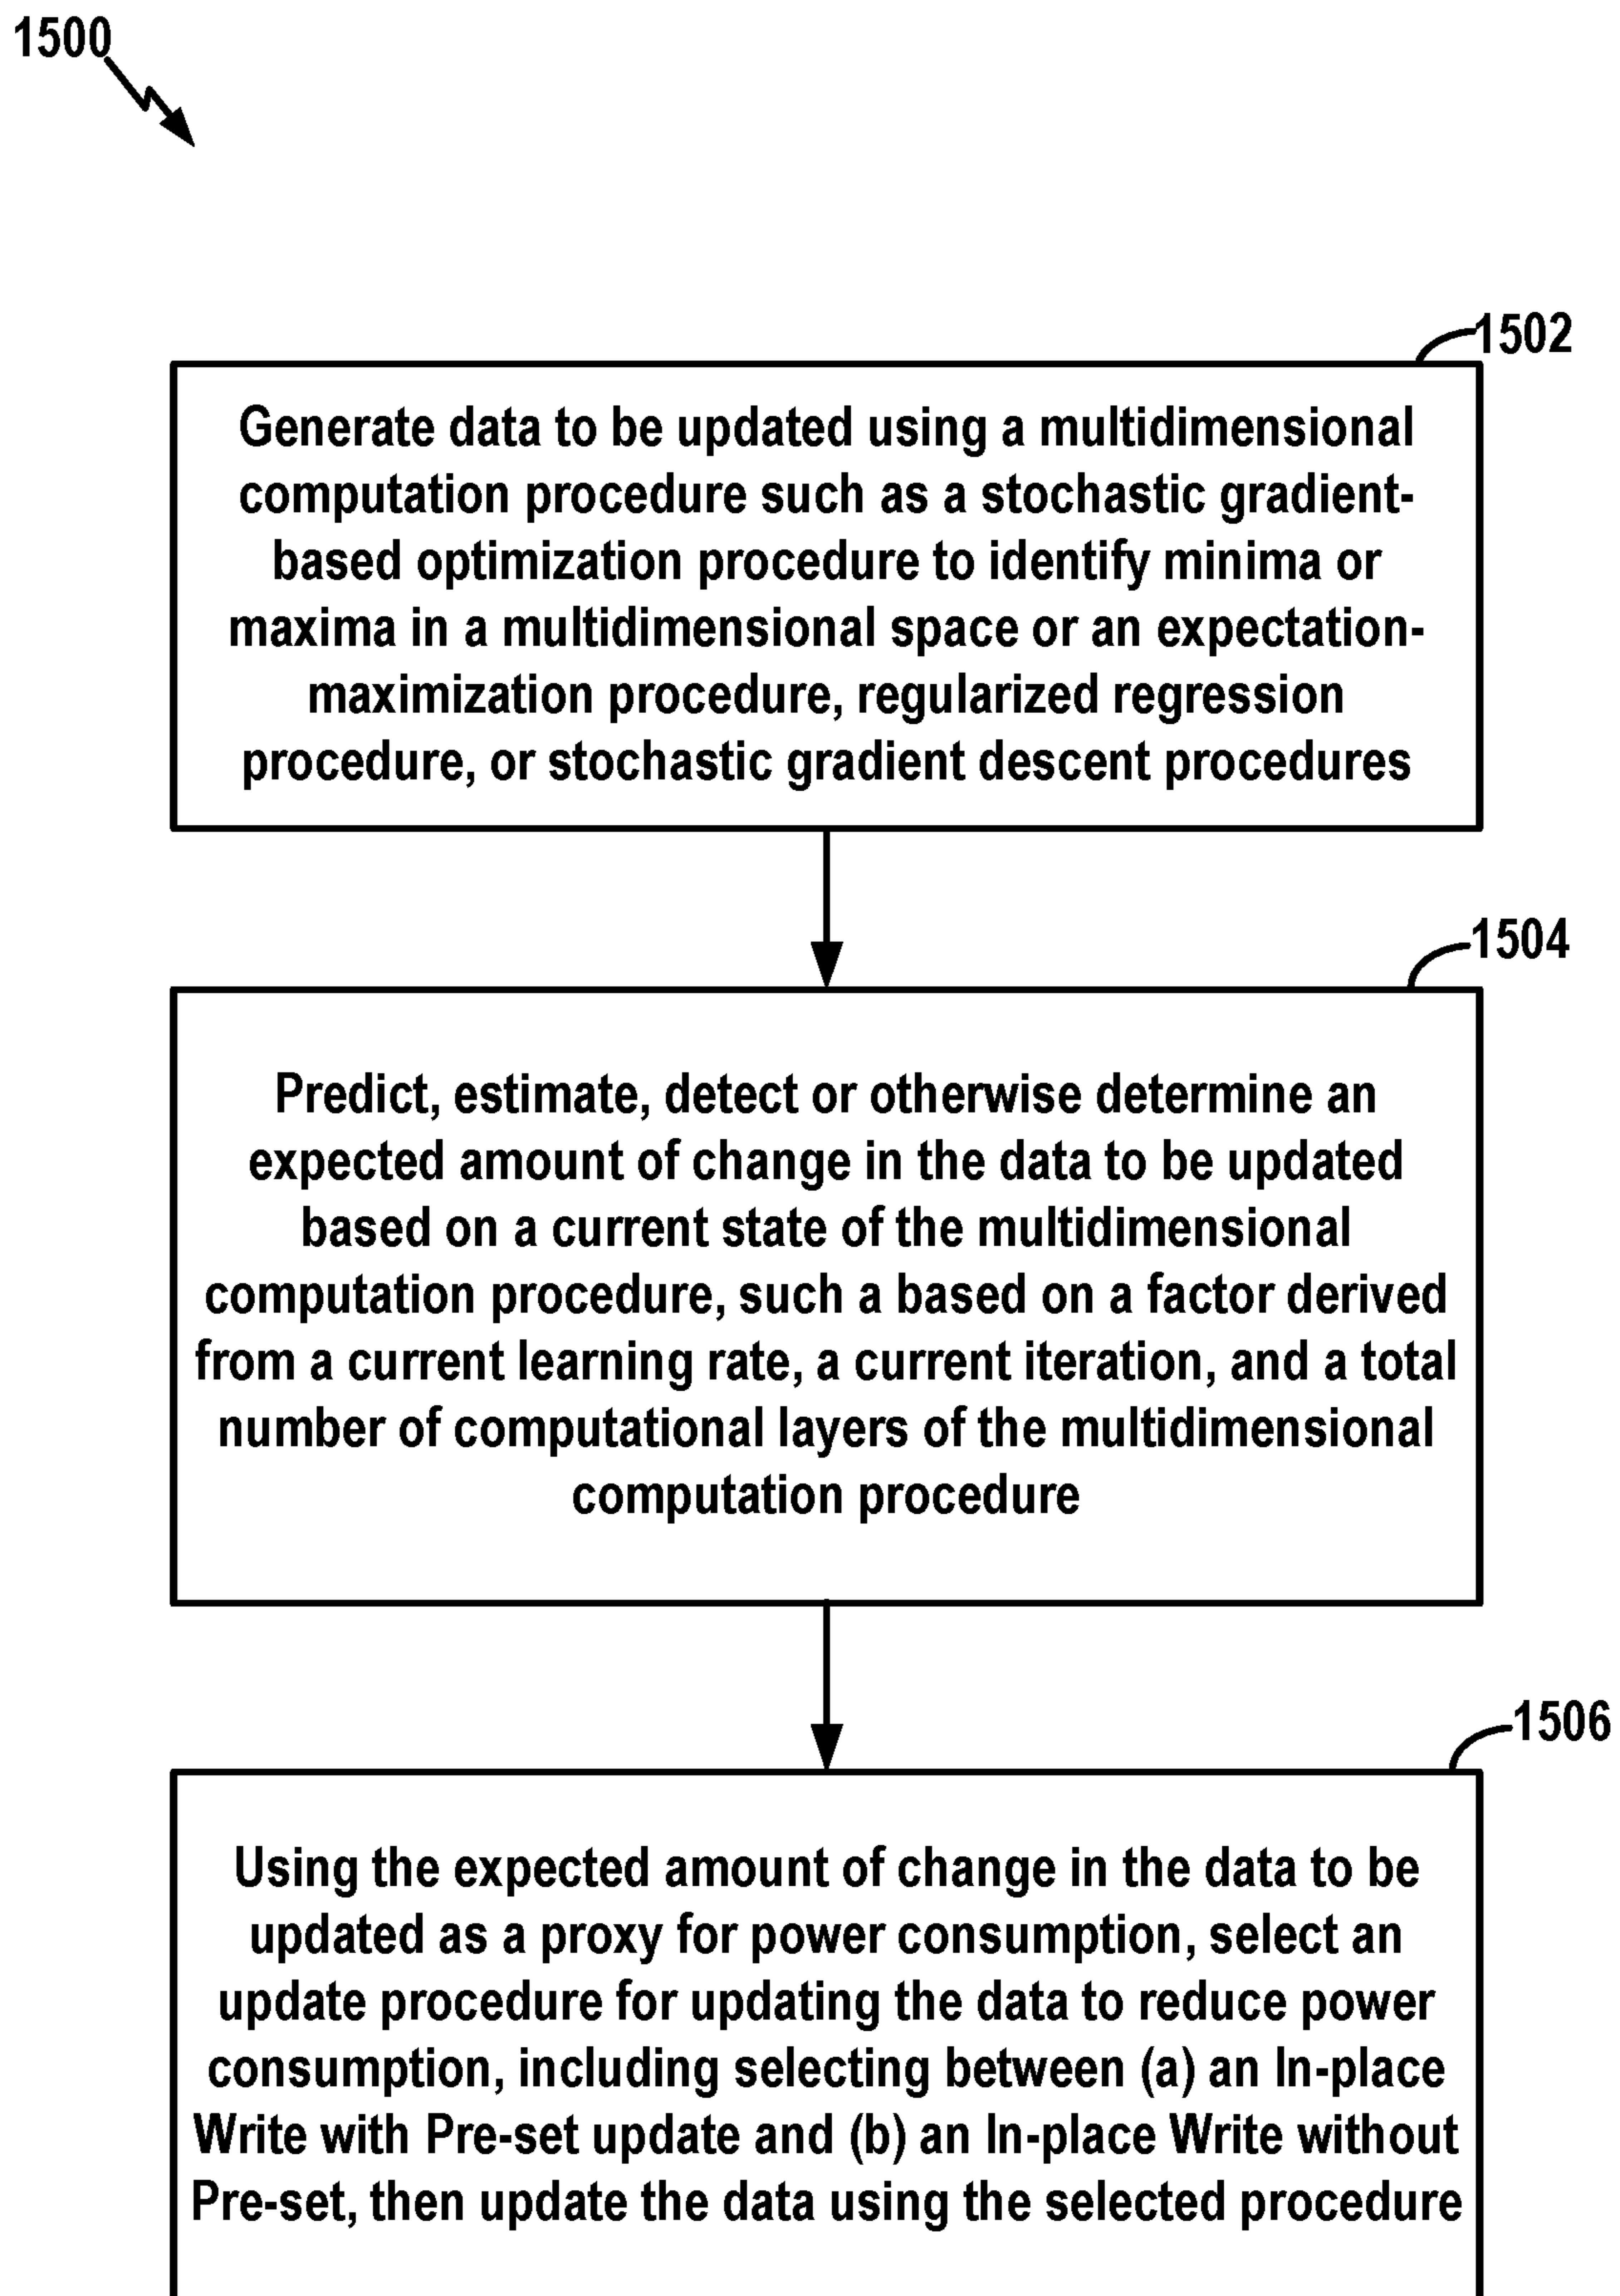 1500
1502
Generate data to be updated using a multidimensional
computation procedure such as a stochastic gradient-
based optimization procedure to identify minima or
maxima in a multidimensional space or an expectation-
maximization procedure, regularized regression
procedure, or stochastic gradient descent procedures
1504
Predict, estimate, detect or otherwise determine an
expected amount of change in the data to be updated
based on a current state of the multidimensional
computation procedure, such a based on a factor derived
from a current learning rate, a current iteration, and a total
number of computational layers of the multidimensional
computation procedure
1506
Using the expected amount of change in the data to be
updated as a proxy for power consumption, select an
update procedure for updating the data to reduce power
consumption, including selecting between (a) an In-place
Write with Pre-set update and (b) an In-place Write without
Pre-set, then update the data using the selected procedure